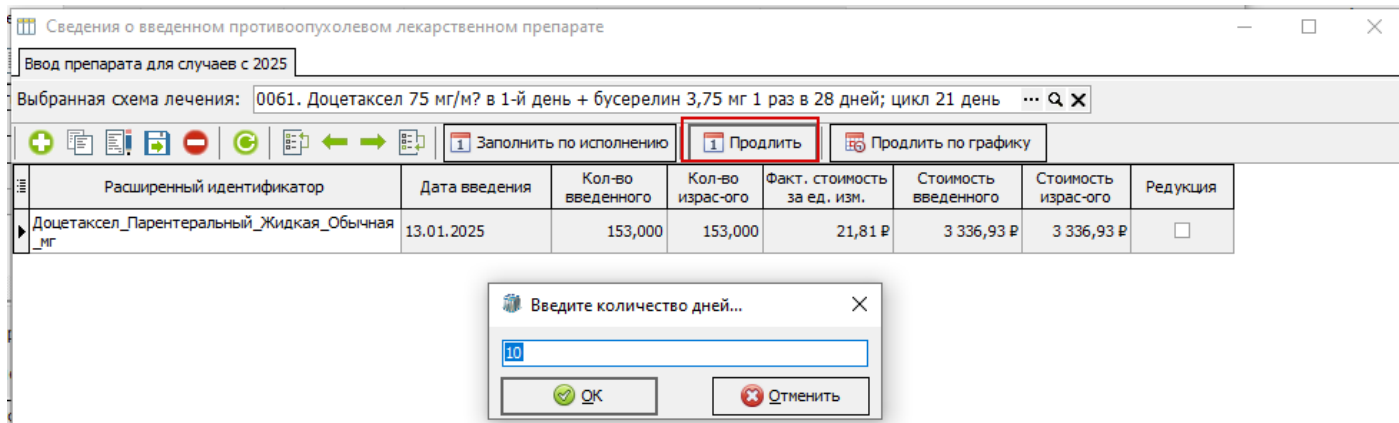 Сведения о введенном противоопухолевом лекарственном препарате
Ввод препарата для случаев с 2025
Выбранная схема лечения: 0061. Доцетаксел 75 мг/м? в 1-й день + бусерелин 3,75 мг 1 раз в 28 дней; цикл 21 день
1 Заполнить по исполнению 1 Продлить Продлить по графику
Расширенный идентификатор Дата введения Кол-во введенного Кол-во израс-ого Факт. стоимость за ед. изм. Стоимость введенного Стоимость израс-ого Редукция
Доцетаксел_Парентеральный_Жидкая_Обычная
_мг 13.01.2025 153,000 153,000 21,81 ₽ 3 336,93 ₽ 3 336,93 ₽
Введите количество дней...
10
OK Отменить